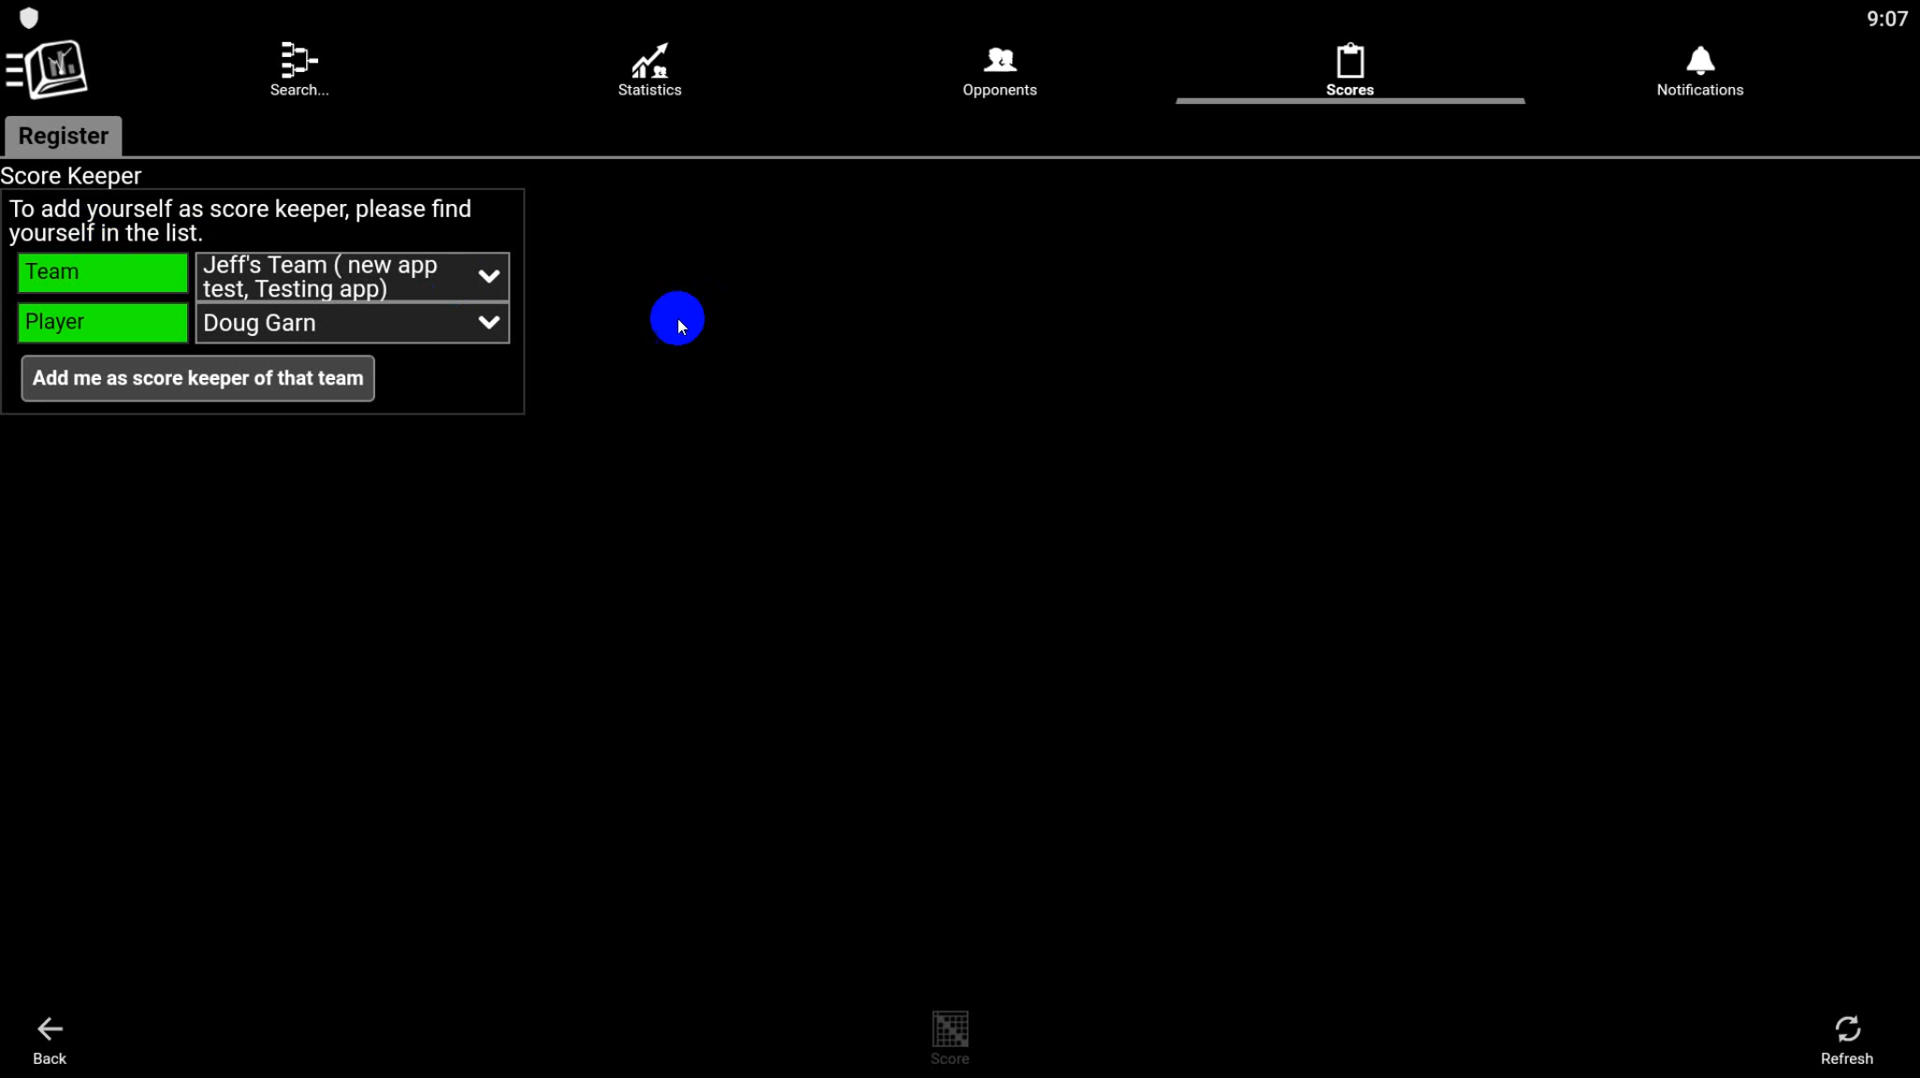 9:07
Search...
Statistics
Opponents
Scores
Notifications
Register
Score Keeper
To add yourself as score keeper, please find
yourself in the list.
Team
Jeff's Team ( new app
test, Testing app)
Player
Doug Garn
Add me as score keeper of that team
Back
Score
Refresh